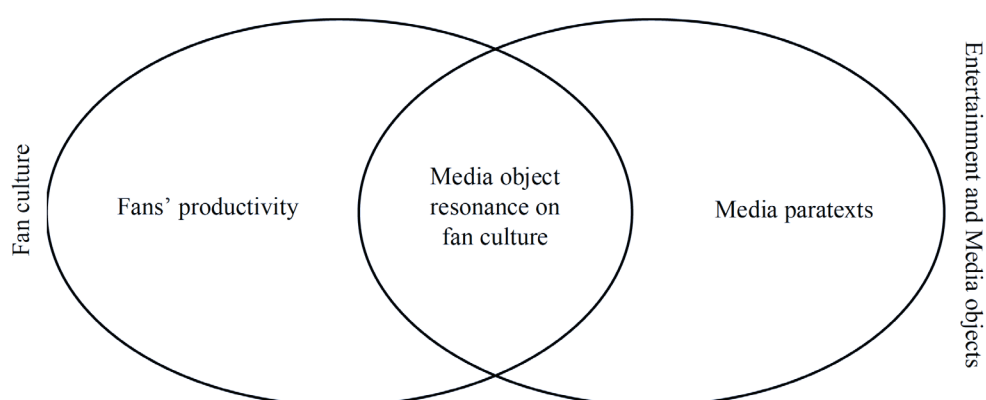 Fan culture
Fans’ productivity
Media object
resonance on
fan culture
Media paratexts
Entertainment and Media objects